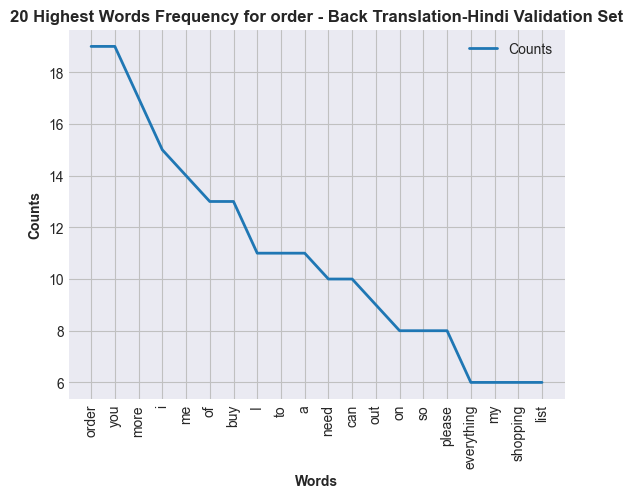 20 Highest Words Frequency for order - Back Translation-Hindi Validation Set
Counts
18
16
14
12
10
8
6
Counts
order
you
more
i
me
of
buy
I
to
a
need
can
out
on
so
please
everything
my
shopping
list
Words